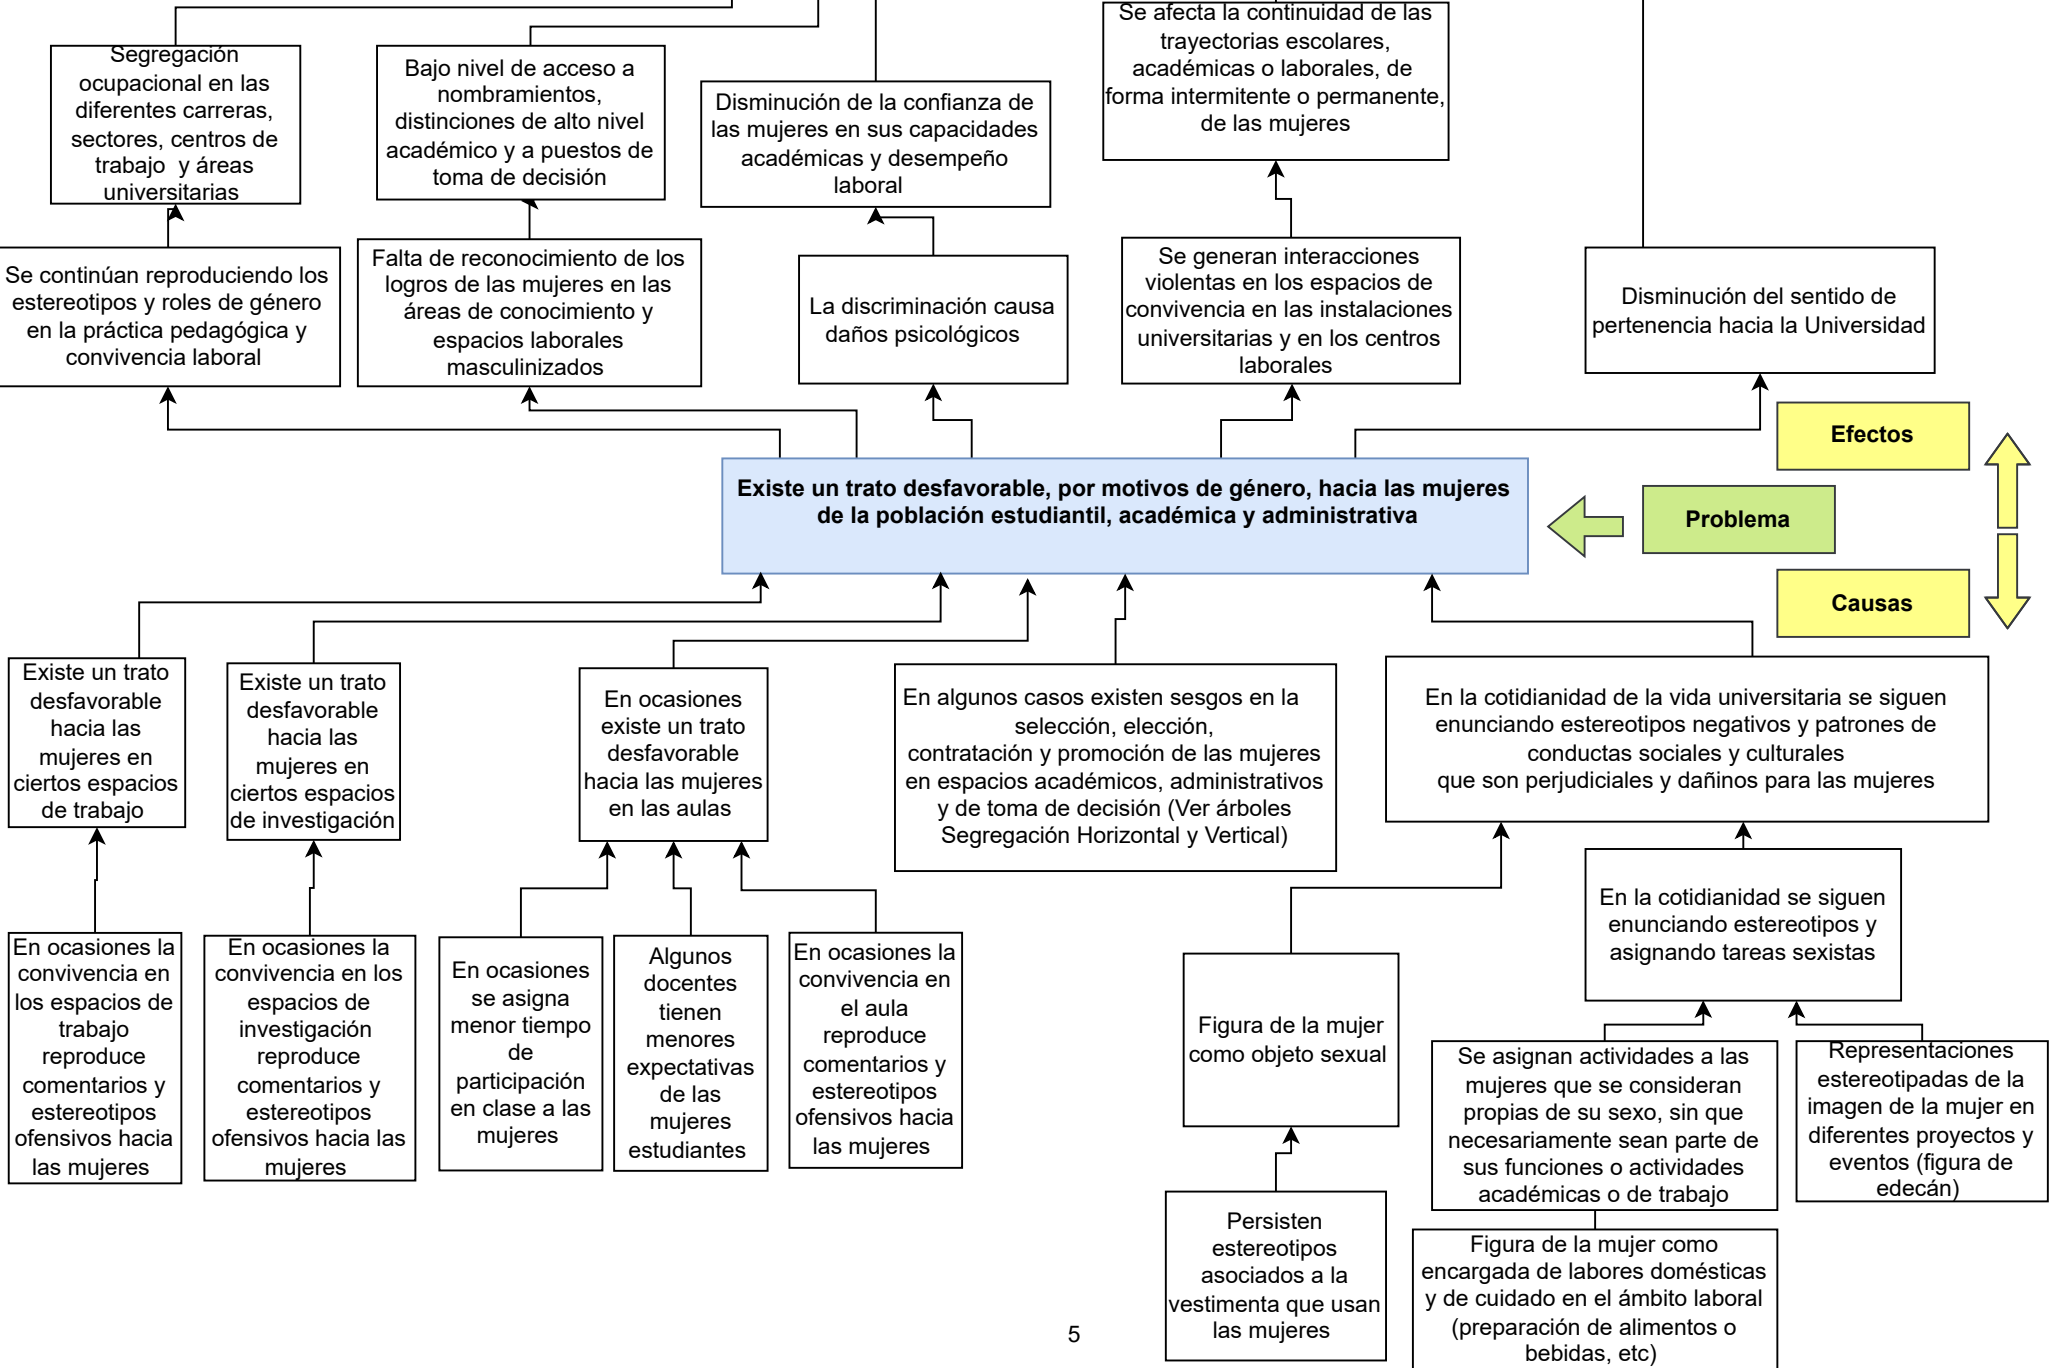 Segregación
ocupacional en las
diferentes carreras,
sectores, centros de
trabajo y áreas
universitarias
Bajo nivel de acceso a
nombramientos,
distinciones de alto nivel
académico y a puestos de
toma de decisión
Disminución de la confianza de
las mujeres en sus capacidades
académicas y desempeño
laboral
Se afecta la continuidad de las
trayectorias escolares,
académicas o laborales, de
forma intermitente o permanente,
de las mujeres
Se continúan reproduciendo los
estereotipos y roles de género
en la práctica pedagógica y
convivencia laboral
Falta de reconocimiento de los
logros de las mujeres en las
áreas de conocimiento y
espacios laborales
masculinizados
La discriminación causa
daños psicológicos
Se generan interacciones
violentas en los espacios de
convivencia en las instalaciones
universitarias y en los centros
laborales
Disminución del sentido de
pertenencia hacia la Universidad
Efectos
Existe un trato desfavorable, por motivos de género, hacia las mujeres
de la población estudiantil, académica y administrativa
Problema
Causas
Existe un trato
desfavorable
hacia las
mujeres en
ciertos espacios
de trabajo
Existe un trato
desfavorable
hacia las
mujeres en
ciertos espacios
de investigación
En ocasiones
existe un trato
desfavorable
hacia las mujeres
en las aulas
En algunos casos existen sesgos en la
selección, elección,
contratación y promoción de las mujeres
en espacios académicos, administrativos
y de toma de decisión (Ver árboles
Segregación Horizontal y Vertical)
En la cotidianidad de la vida universitaria se siguen
enunciando estereotipos negativos y patrones de
conductas sociales y culturales
que son perjudiciales y dañinos para las mujeres
En la cotidianidad se siguen
enunciando estereotipos y
asignando tareas sexistas
En ocasiones la
convivencia en
los espacios de
trabajo
reproduce
comentarios y
estereotipos
ofensivos hacia
las mujeres
En ocasiones la
convivencia en los
espacios de
investigación
reproduce
comentarios y
estereotipos
ofensivos hacia las
mujeres
En ocasiones
se asigna
menor tiempo
de
participación
en clase a las
mujeres
Algunos
docentes
tienen
menores
expectativas
de las
mujeres
estudiantes
En ocasiones la
convivencia en
el aula
reproduce
comentarios y
estereotipos
ofensivos hacia
las mujeres
Figura de la mujer
como objeto sexual
Se asignan actividades a las
mujeres que se consideran
propias de su sexo, sin que
necesariamente sean parte de
sus funciones o actividades
académicas o de trabajo
Representaciones
estereotipadas de la
imagen de la mujer en
diferentes proyectos y
eventos (figura de
edecán)
Persisten
estereotipos
asociados a la
vestimenta que usan
las mujeres
Figura de la mujer como
encargada de labores domésticas
y de cuidado en el ámbito laboral
(preparación de alimentos o
bebidas, etc)
5